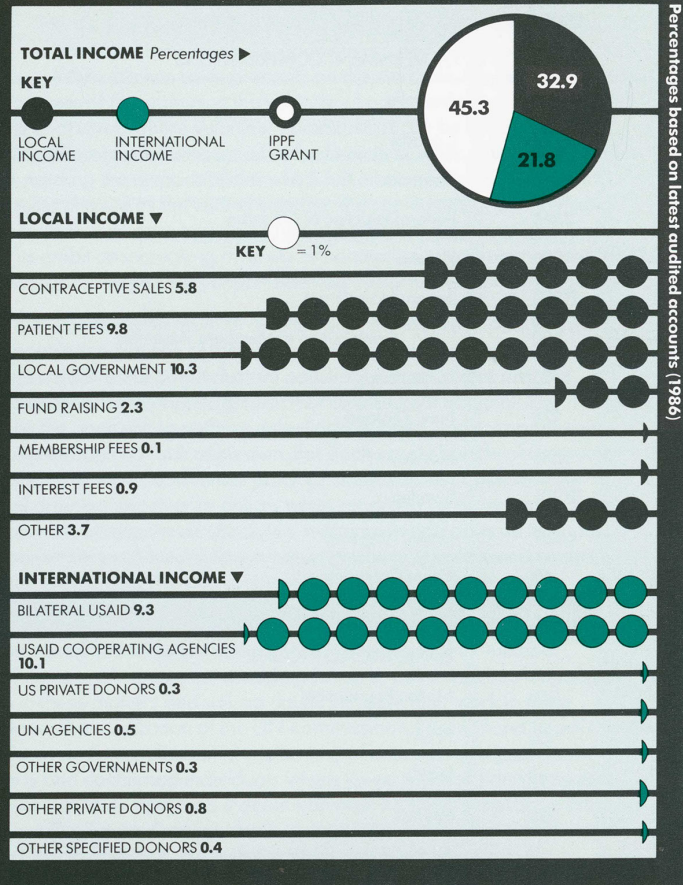 TOTAL INCOME Percentages ▶
KEY
LOCAL
INCOME
INTERNATIONAL
INCOME
IPPF
GRANT
45.3
32.9
21.8
LOCAL INCOME ▼
KEY = 1%
CONTRACEPTIVE SALES 5.8
PATIENT FEES 9.8
LOCAL GOVERNMENT 10.3
FUND RAISING 2.3
MEMBERSHIP FEES 0.1
INTEREST FEES 0.9
OTHER 3.7
INTERNATIONAL INCOME ▼
BILATERAL USAID 9.3
USAID COOPERATING AGENCIES
10.1
US PRIVATE DONORS 0.3
UN AGENCIES 0.5
OTHER GOVERNMENTS 0.3
OTHER PRIVATE DONORS 0.8
OTHER SPECIFIED DONORS 0.4
Percentages based on latest audited accounts (1986)